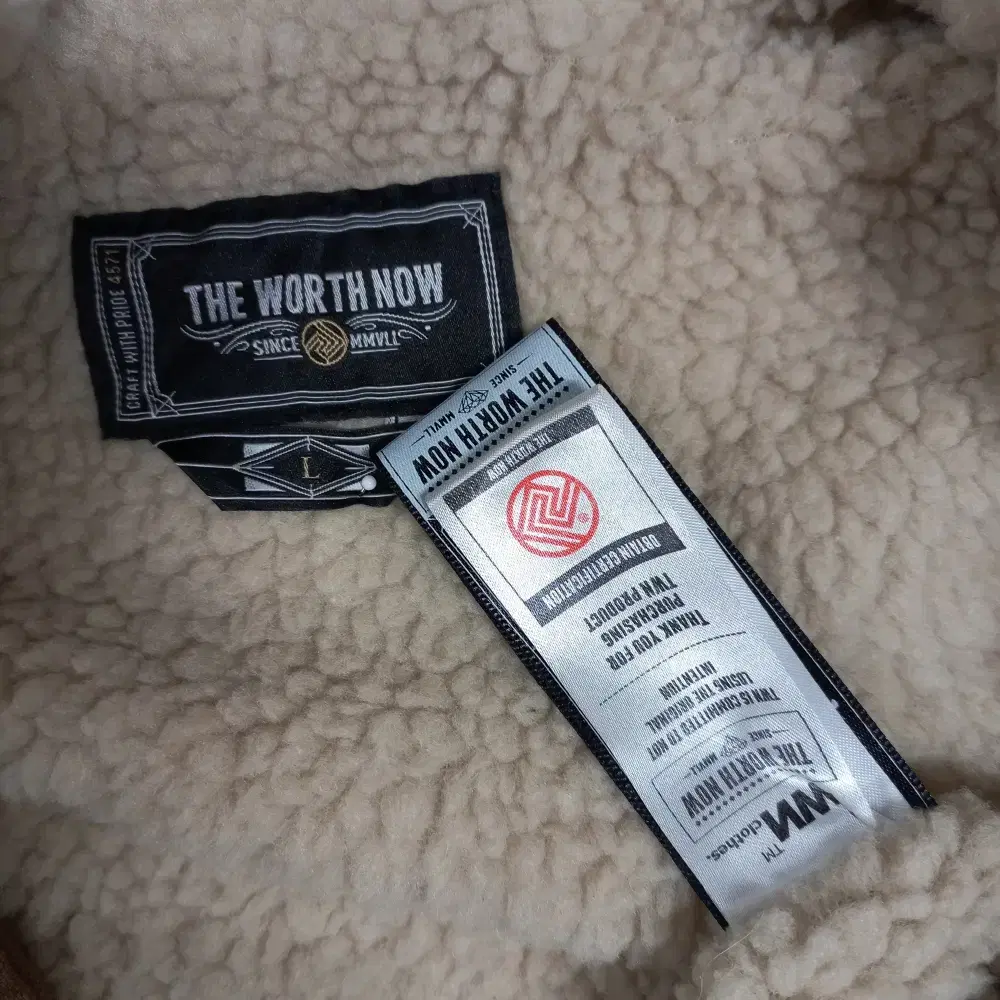 CRAFT WITH PRIDE 4571
THE WORTH NOW
SINCE MMVLL
L
THE WORTH NOW
SINCE MMVLL
THE WORTH NOW
OBTAIN CERTIFICATION
THANK YOU FOR
PURCHASING
TWN PRODUCT
TWN IS COMMITTED TO NOT
LOSING THE ORIGINAL
INTENTION
THE WORTH NOW
SINCE MMVLL
WN™
clothes.